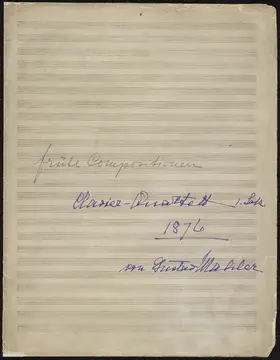 frühe Compositionen
Clavier-Quartett 1. Satz
1876
von Gustav Mahler